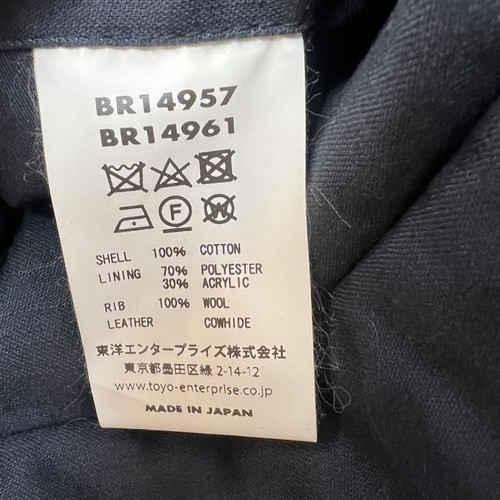 BR14957
BR14961
F W
SHELL 100% COTTON
LINING 70% POLYESTER
30% ACRYLIC
RIB 100% WOOL
LEATHER COWHIDE
東洋エンタープライズ株式会社
東京都墨田区緑2-14-12
www.toyo-enterprise.co.jp
MADE IN JAPAN